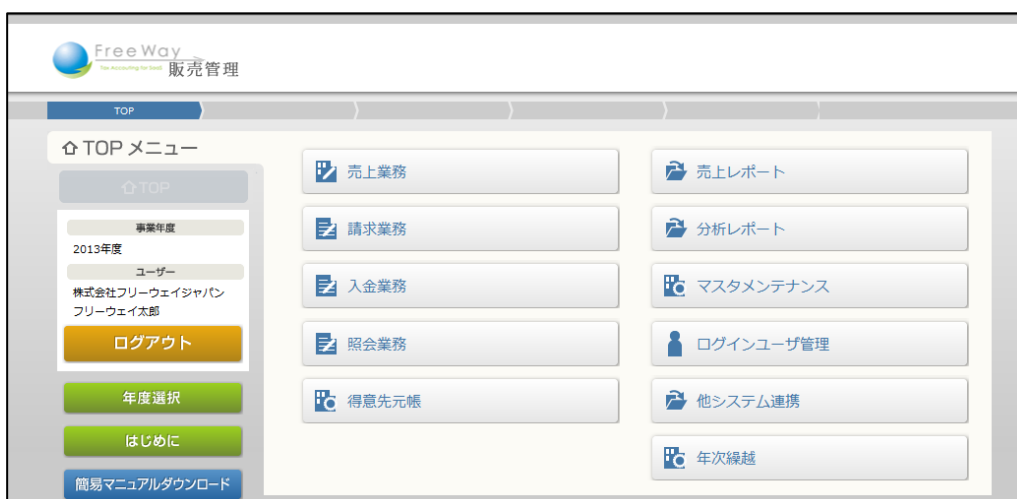 FreeWay
Tax Accounting for SaaS
販売管理
TOP
TOP メニュー
TOP
事業年度
2013年度
ユーザー
株式会社フリーウェイジャパン
フリーウェイ太郎
ログアウト
年度選択
はじめに
簡易マニュアルダウンロード
売上業務
請求業務
入金業務
照会業務
得意先元帳
売上レポート
分析レポート
マスタメンテナンス
ログインユーザ管理
他システム連携
年次繰越